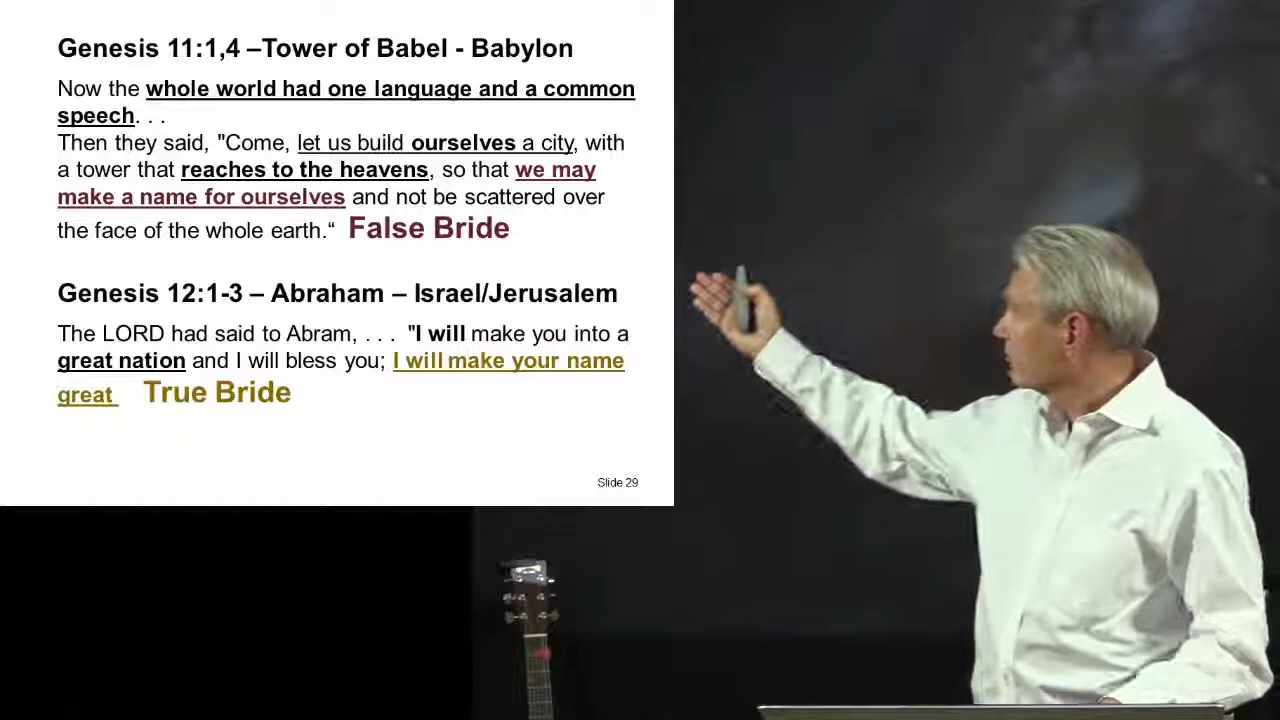 Genesis 11:1,4 –Tower of Babel - Babylon
Now the whole world had one language and a common
speech. . .
Then they said, "Come, let us build ourselves a city, with
a tower that reaches to the heavens, so that we may
make a name for ourselves and not be scattered over
the face of the whole earth.“ False Bride
Genesis 12:1-3 – Abraham – Israel/Jerusalem
The LORD had said to Abram, . . . "I will make you into a
great nation and I will bless you; I will make your name
great True Bride
Slide 29